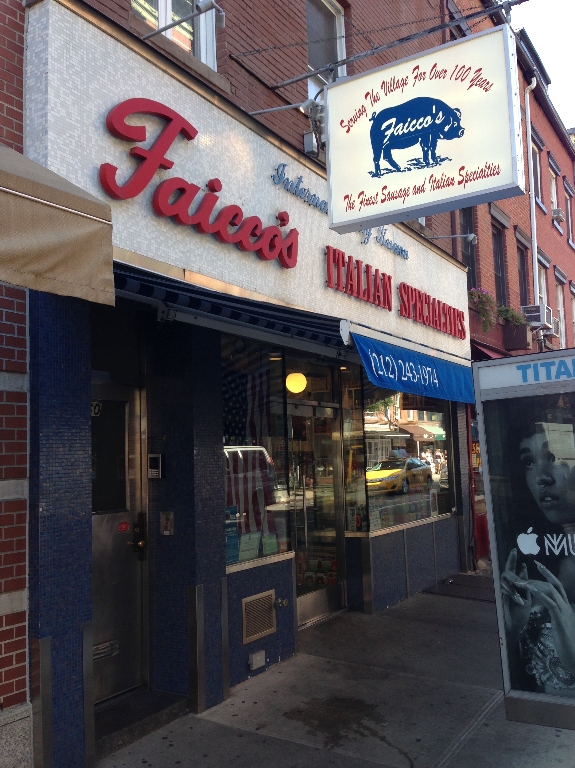 Serving The Village For Over 100 Years
Faicco's
The Finest Sausage and Italian Specialties
Faicco's
ITALIAN SPECIALTIES
(212) 243-1974
TITAN
MU